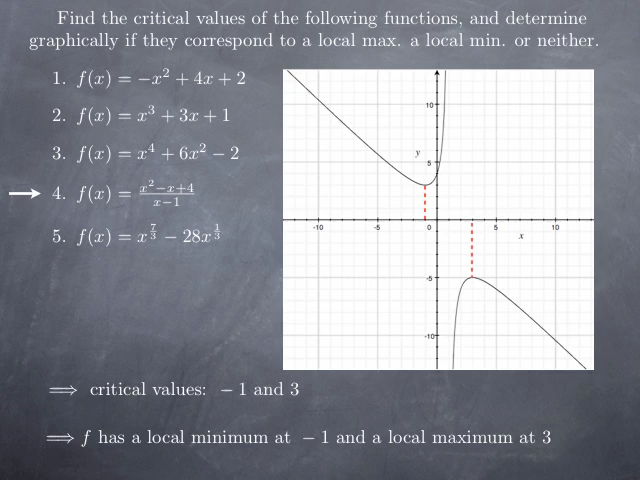 Find the critical values of the following functions, and determine
graphically if they correspond to a local max. a local min. or neither.
1. f(x) = −x² + 4x + 2
2. f(x) = x³ + 3x + 1
3. f(x) = x⁴ + 6x² − 2
4. f(x) = (x²−x+4)/(x−1)
5. f(x) = x^(7/3) − 28x^(1/3)
10
y
5
-10 -5 0 5 10
x
-5
-10
⟹ critical values: − 1 and 3
⟹ f has a local minimum at − 1 and a local maximum at 3